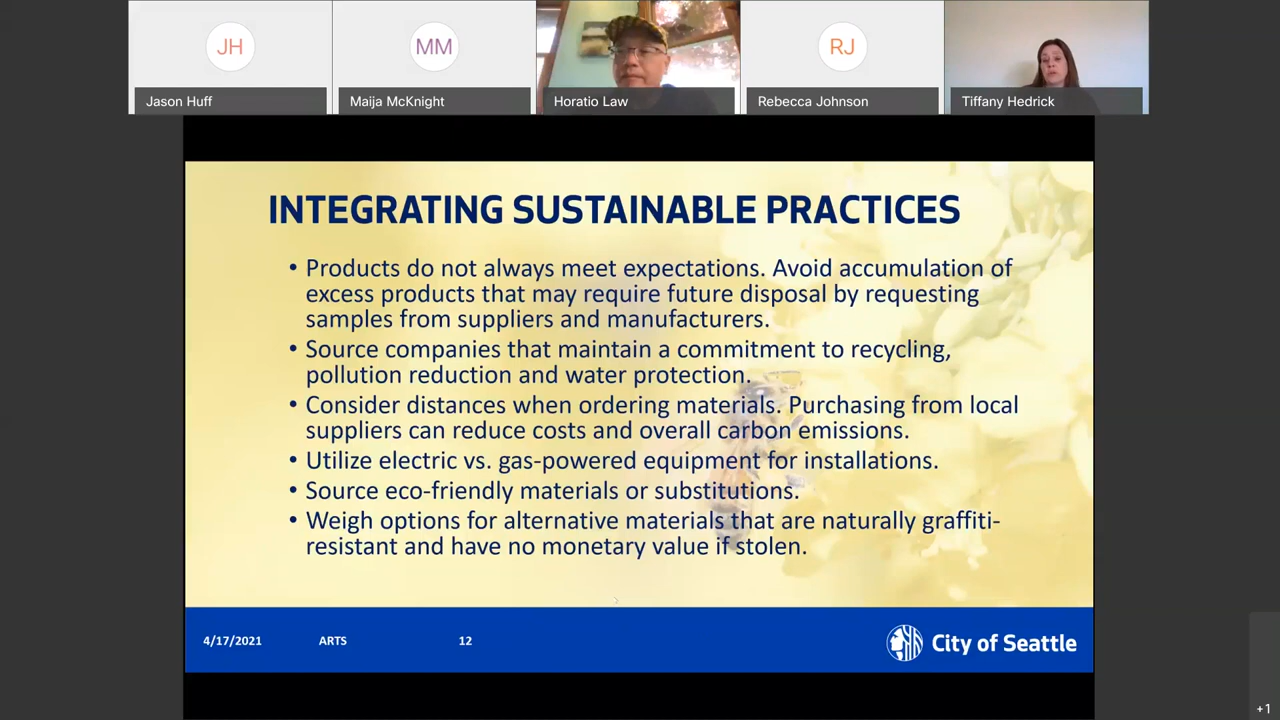 JH
MM
RJ
Jason Huff
Maija McKnight
Horatio Law
Rebecca Johnson
Tiffany Hedrick
INTEGRATING SUSTAINABLE PRACTICES
• Products do not always meet expectations. Avoid accumulation of
excess products that may require future disposal by requesting
samples from suppliers and manufacturers.
• Source companies that maintain a commitment to recycling,
pollution reduction and water protection.
• Consider distances when ordering materials. Purchasing from local
suppliers can reduce costs and overall carbon emissions.
• Utilize electric vs. gas-powered equipment for installations.
• Source eco-friendly materials or substitutions.
• Weigh options for alternative materials that are naturally graffiti-
resistant and have no monetary value if stolen.
4/17/2021 ARTS 12
City of Seattle
+1